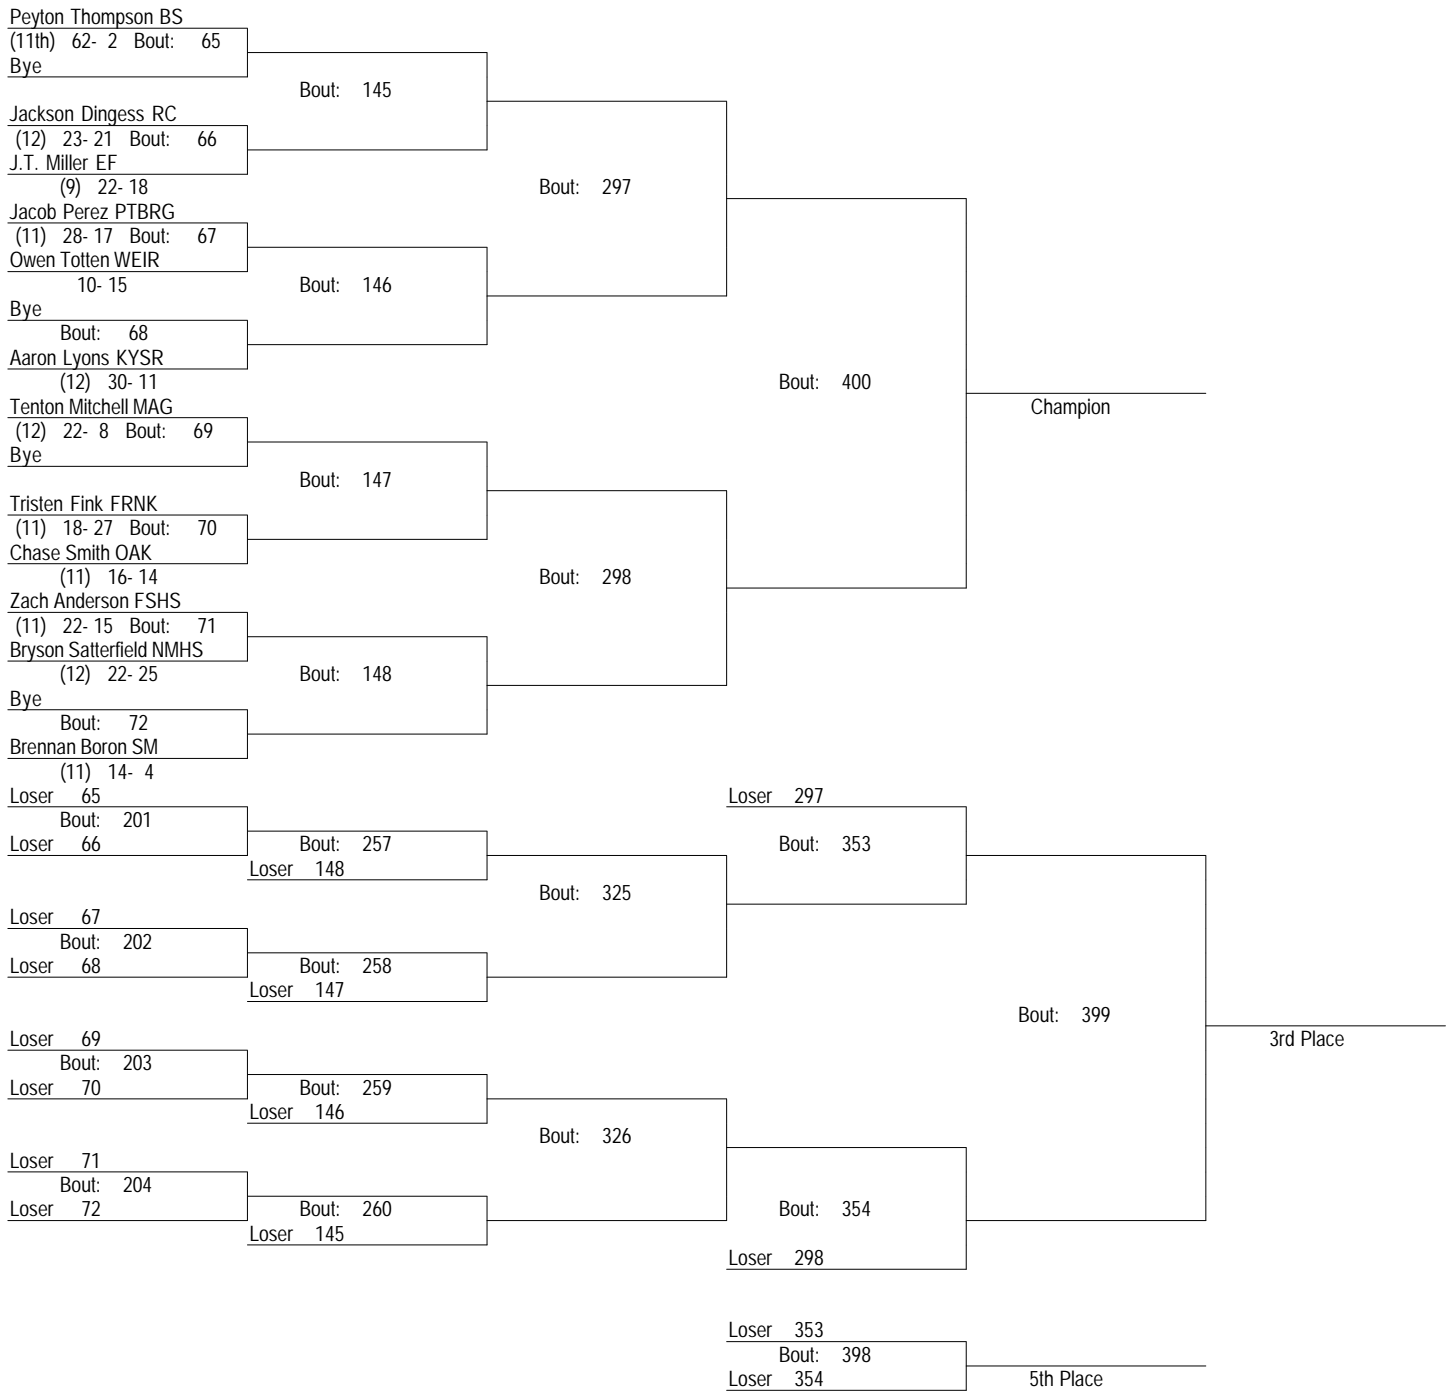 Peyton Thompson BS
(11th) 62- 2 Bout: 65
Bye
Bout: 145
Jackson Dingess RC
(12) 23- 21 Bout: 66
J.T. Miller EF
(9) 22- 18
Bout: 297
Jacob Perez PTBRG
(11) 28- 17 Bout: 67
Owen Totten WEIR
10- 15
Bout: 146
Bye
Bout: 68
Aaron Lyons KYSR
(12) 30- 11
Bout: 400
Champion
Tenton Mitchell MAG
(12) 22- 8 Bout: 69
Bye
Bout: 147
Tristen Fink FRNK
(11) 18- 27 Bout: 70
Chase Smith OAK
(11) 16- 14
Bout: 298
Zach Anderson FSHS
(11) 22- 15 Bout: 71
Bryson Satterfield NMHS
(12) 22- 25
Bout: 148
Bye
Bout: 72
Brennan Boron SM
(11) 14- 4
Loser 65
Bout: 201
Loser 66
Bout: 257
Loser 148
Loser 297
Bout: 353
Bout: 325
Loser 67
Bout: 202
Loser 68
Bout: 258
Loser 147
Bout: 399
3rd Place
Loser 69
Bout: 203
Loser 70
Bout: 259
Loser 146
Bout: 326
Loser 71
Bout: 204
Loser 72
Bout: 260
Loser 145
Bout: 354
Loser 298
Loser 353
Bout: 398
Loser 354
5th Place